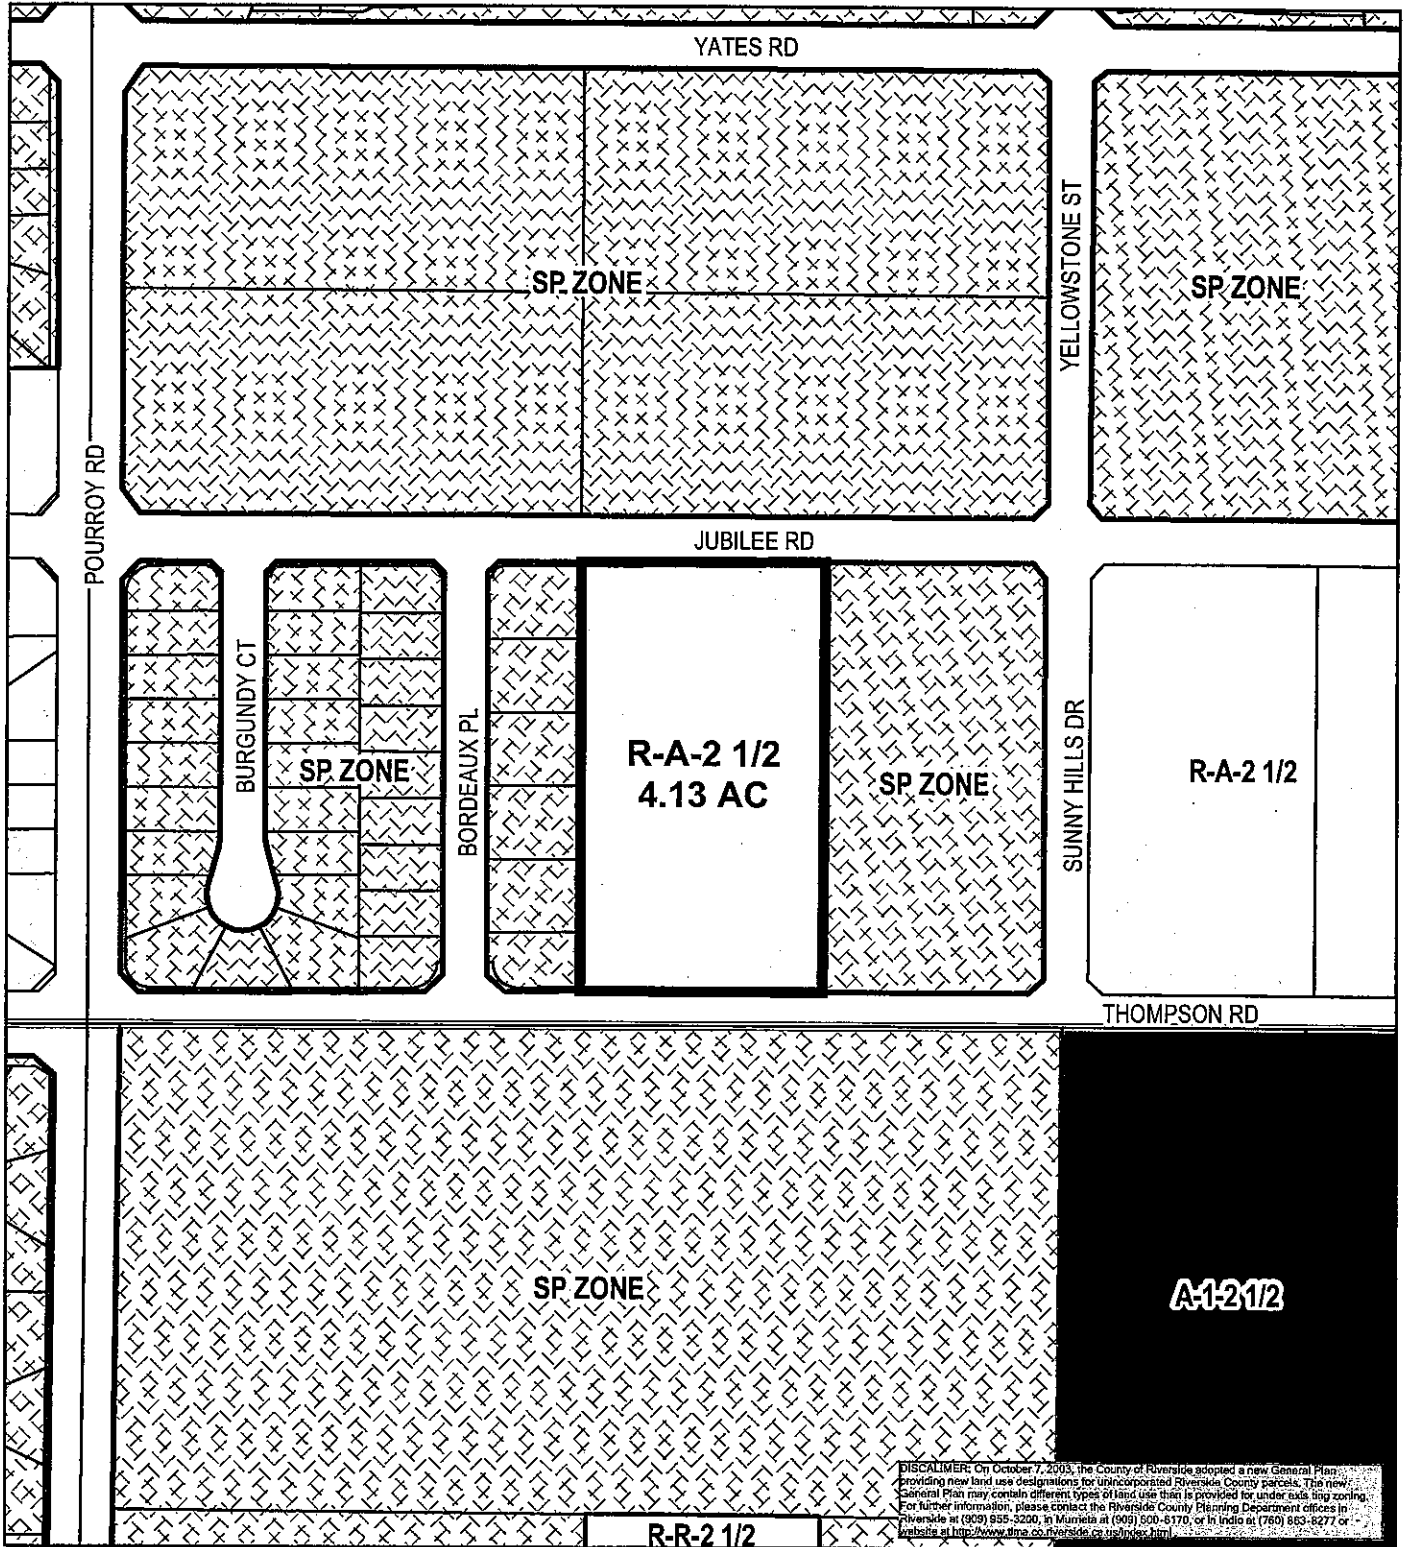 YATES RD
SP ZONE
SP ZONE
YELLOWSTONE ST
POURROY RD
JUBILEE RD
BURGUNDY CT
SP ZONE
BORDEAUX PL
R-A-2 1/2
4.13 AC
SP ZONE
SUNNY HILLS DR
R-A-2 1/2
THOMPSON RD
SP ZONE
A-1-2 1/2
DISCALIMER: On October 7, 2003, the County of Riverside adopted a new General Plan
providing new land use designations for unincorporated Riverside County parcels. The new
General Plan may contain different types of land use than is provided for under existing zoning.
For further information, please contact the Riverside County Planning Department offices in
Riverside at (909) 955-3200, in Murrieta at (909) 600-6170, or in Indio at (760) 863-8277 or
website at http://www.tlma.co.riverside.ca.us/index.html
R-R-2 1/2